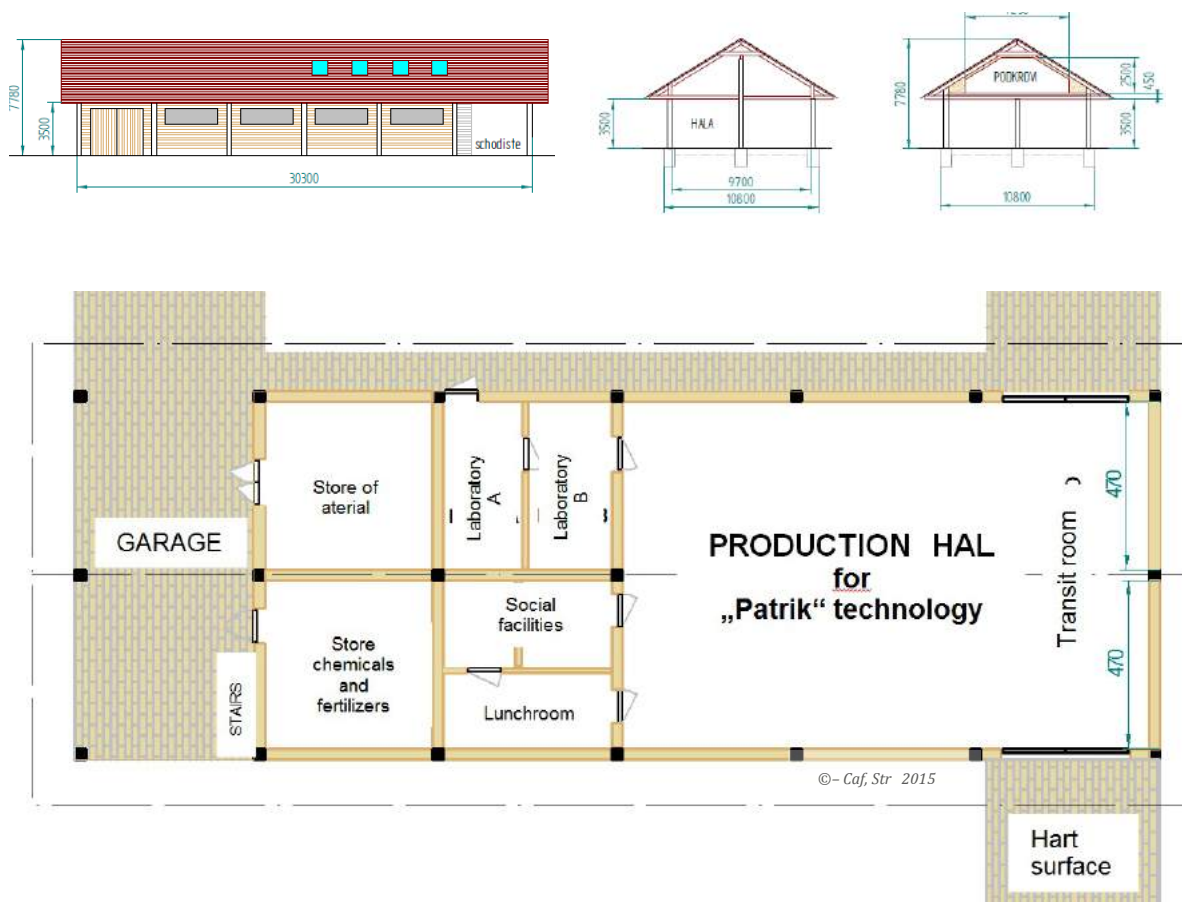 7780
3500
schodiste
30300
3500
HALA
9700
10800
7780
PODKROVI
2500
450
3500
10800
Store of
aterial
Laboratory
A
Laboratory
B
GARAGE
PRODUCTION HAL
for
„Patrik“ technology
Transit room
470
470
Social
facilities
Store
chemicals
and
fertilizers
STAIRS
Lunchroom
©– Caf, Str 2015
Hart
surface